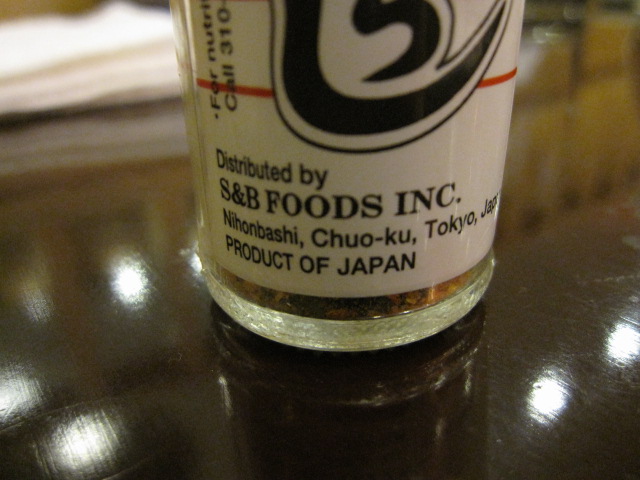 ·For nutri
Call 310-
Distributed by
S&B FOODS INC.
Nihonbashi, Chuo-ku, Tokyo, Jap
PRODUCT OF JAPAN